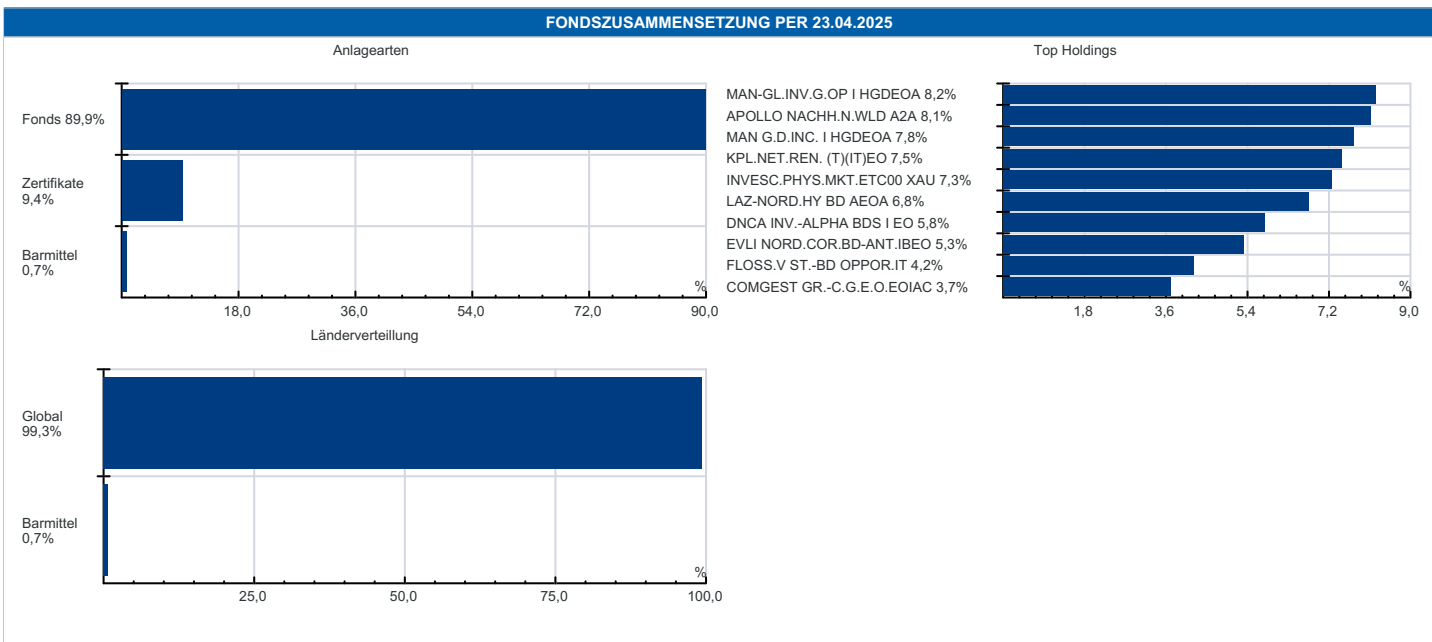 FONDSZUSAMMENSETZUNG PER 23.04.2025
Anlagearten
Fonds 89,9%
Zertifikate
9,4%
Barmittel
0,7%
%
18,0 36,0 54,0 72,0 90,0
Top Holdings
MAN-GL.INV.G.OP I HGDEOA 8,2%
APOLLO NACHH.N.WLD A2A 8,1%
MAN G.D.INC. I HGDEOA 7,8%
KPL.NET.REN. (T)(IT)EO 7,5%
INVESC.PHYS.MKT.ETC00 XAU 7,3%
LAZ-NORD.HY BD AEOA 6,8%
DNCA INV.-ALPHA BDS I EO 5,8%
EVLI NORD.COR.BD-ANT.IBEO 5,3%
FLOSS.V ST.-BD OPPOR.IT 4,2%
COMGEST GR.-C.G.E.O.EOIAC 3,7%
%
1,8 3,6 5,4 7,2 9,0
Länderverteillung
Global
99,3%
Barmittel
0,7%
%
25,0 50,0 75,0 100,0